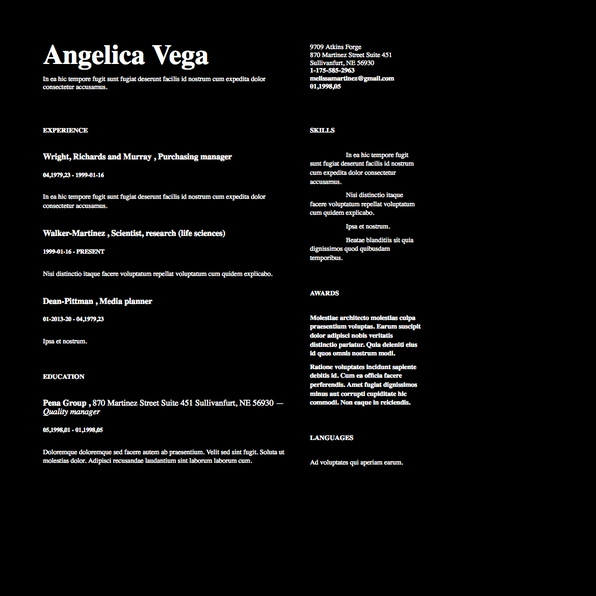 Angelica Vega
In ea hic tempore fugit sunt fugiat deserunt facilis id nostrum cum expedita dolor
consectetur accusamus.
9709 Atkins Forge
870 Martinez Street Suite 451
Sullivanfurt, NE 56930
1-175-585-2963
melissamartinez@gmail.com
01,1998,05
EXPERIENCE
Wright, Richards and Murray , Purchasing manager
04,1979,23 - 1999-01-16
In ea hic tempore fugit sunt fugiat deserunt facilis id nostrum cum expedita dolor
consectetur accusamus.
Walker-Martinez , Scientist, research (life sciences)
1999-01-16 - PRESENT
Nisi distinctio itaque facere voluptatum repellat voluptatum cum quidem explicabo.
Dean-Pittman , Media planner
01-2013-20 - 04,1979,23
Ipsa et nostrum.
EDUCATION
Pena Group , 870 Martinez Street Suite 451 Sullivanfurt, NE 56930 —
Quality manager
05,1998,01 - 01,1998,05
Doloremque doloremque sed facere autem ab praesentium. Velit sed sint fugit. Soluta ut
molestias dolor. Adipisci recusandae laudantium sint laborum laborum cum.
SKILLS
In ea hic tempore fugit
sunt fugiat deserunt facilis id nostrum
cum expedita dolor consectetur
accusamus.
Nisi distinctio itaque
facere voluptatum repellat voluptatum
cum quidem explicabo.
Ipsa et nostrum.
Beatae blanditiis sit quia
dignissimos quod quibusdam
temporibus.
AWARDS
Molestiae architecto molestias culpa
praesentium voluptas. Earum suscipit
dolor adipisci nobis veritatis
distinctio pariatur. Quia deleniti eius
id quos omnis nostrum modi.
Ratione voluptates incidunt sapiente
debitis id. Cum ea officia facere
perferendis. Amet fugiat dignissimos
minus aut corrupti cupiditate hic
commodi. Non eaque in reiciendis.
LANGUAGES
Ad voluptates qui aperiam earum.